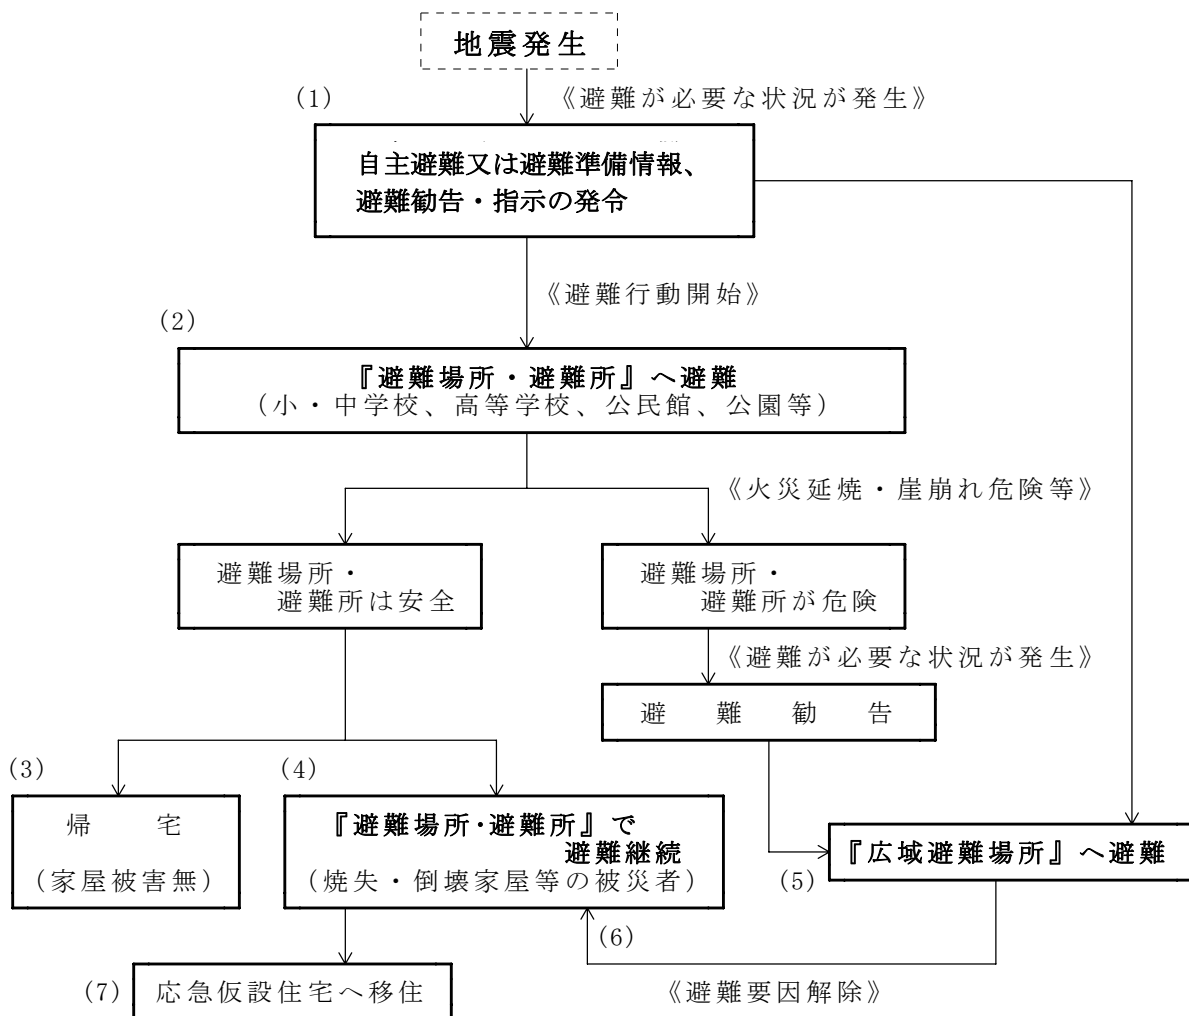 地震発生
(1)
《避難が必要な状況が発生》
自主避難又は避難準備情報、
避難勧告・指示の発令
《避難行動開始》
(2)
『避難場所・避難所』へ避難
（小・中学校、高等学校、公民館、公園等）
《火災延焼・崖崩れ危険等》
避難場所・
避難所は安全
避難場所・
避難所が危険
《避難が必要な状況が発生》
避　難　勧　告
(3)
帰　宅
（家屋被害無）
(4)
『避難場所・避難所』で
避難継続
（焼失・倒壊家屋等の被災者）
『広域避難場所』へ避難
(5)
(6)
(7)
応急仮設住宅へ移住
《避難要因解除》